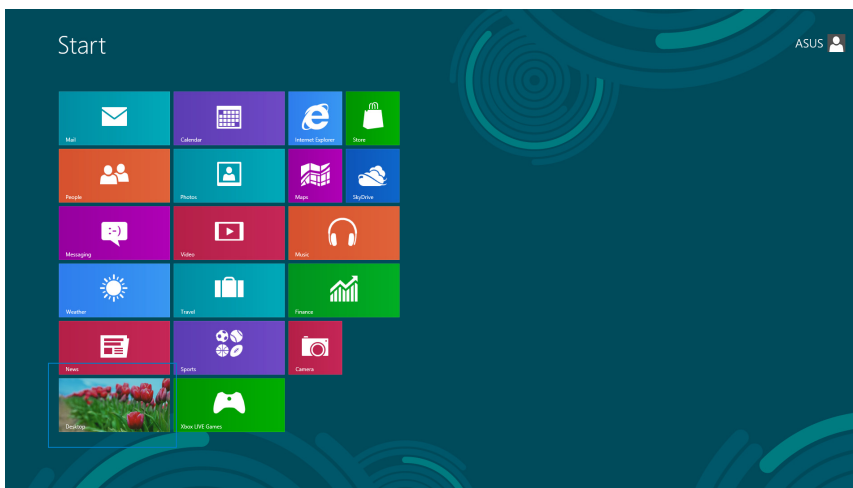 Start
ASUS
Mail
Calendar
Internet Explorer
Store
People
Photos
Maps
SkyDrive
Messaging
:-)
Video
Music
Weather
Travel
Finance
News
Sports
Camera
Desktop
Xbox LIVE Games